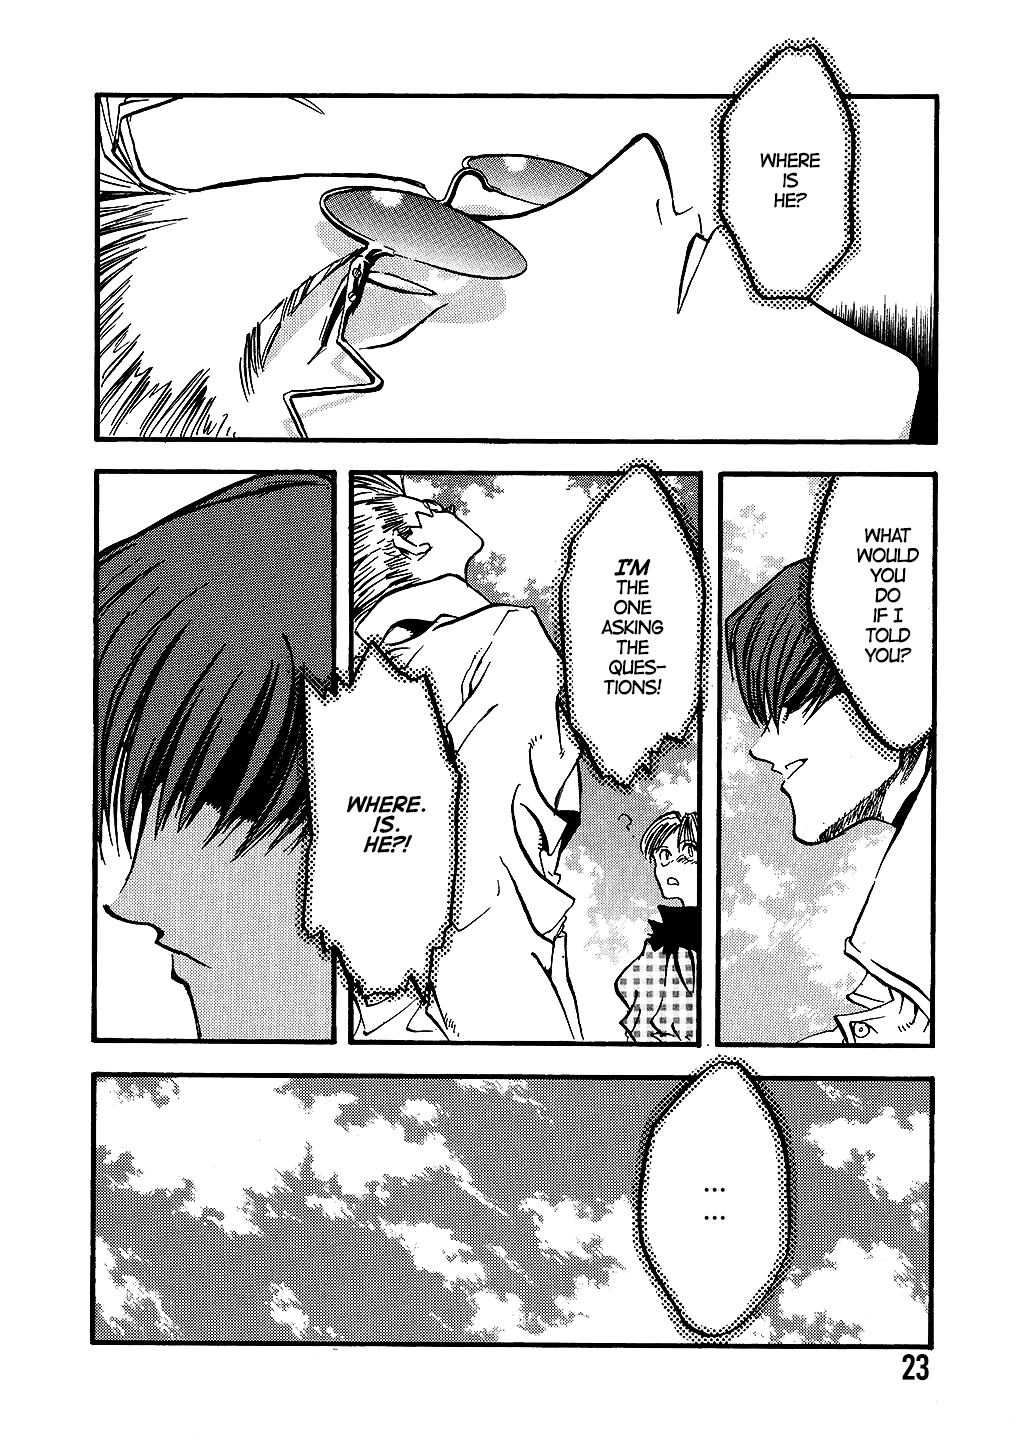 WHERE
IS
HE?
WHAT
WOULD
YOU
DO
IF I
TOLD
YOU?
I'M
THE
ONE
ASKING
THE
QUES-
TIONS!
?
WHERE.
IS.
HE?!
...
...
23